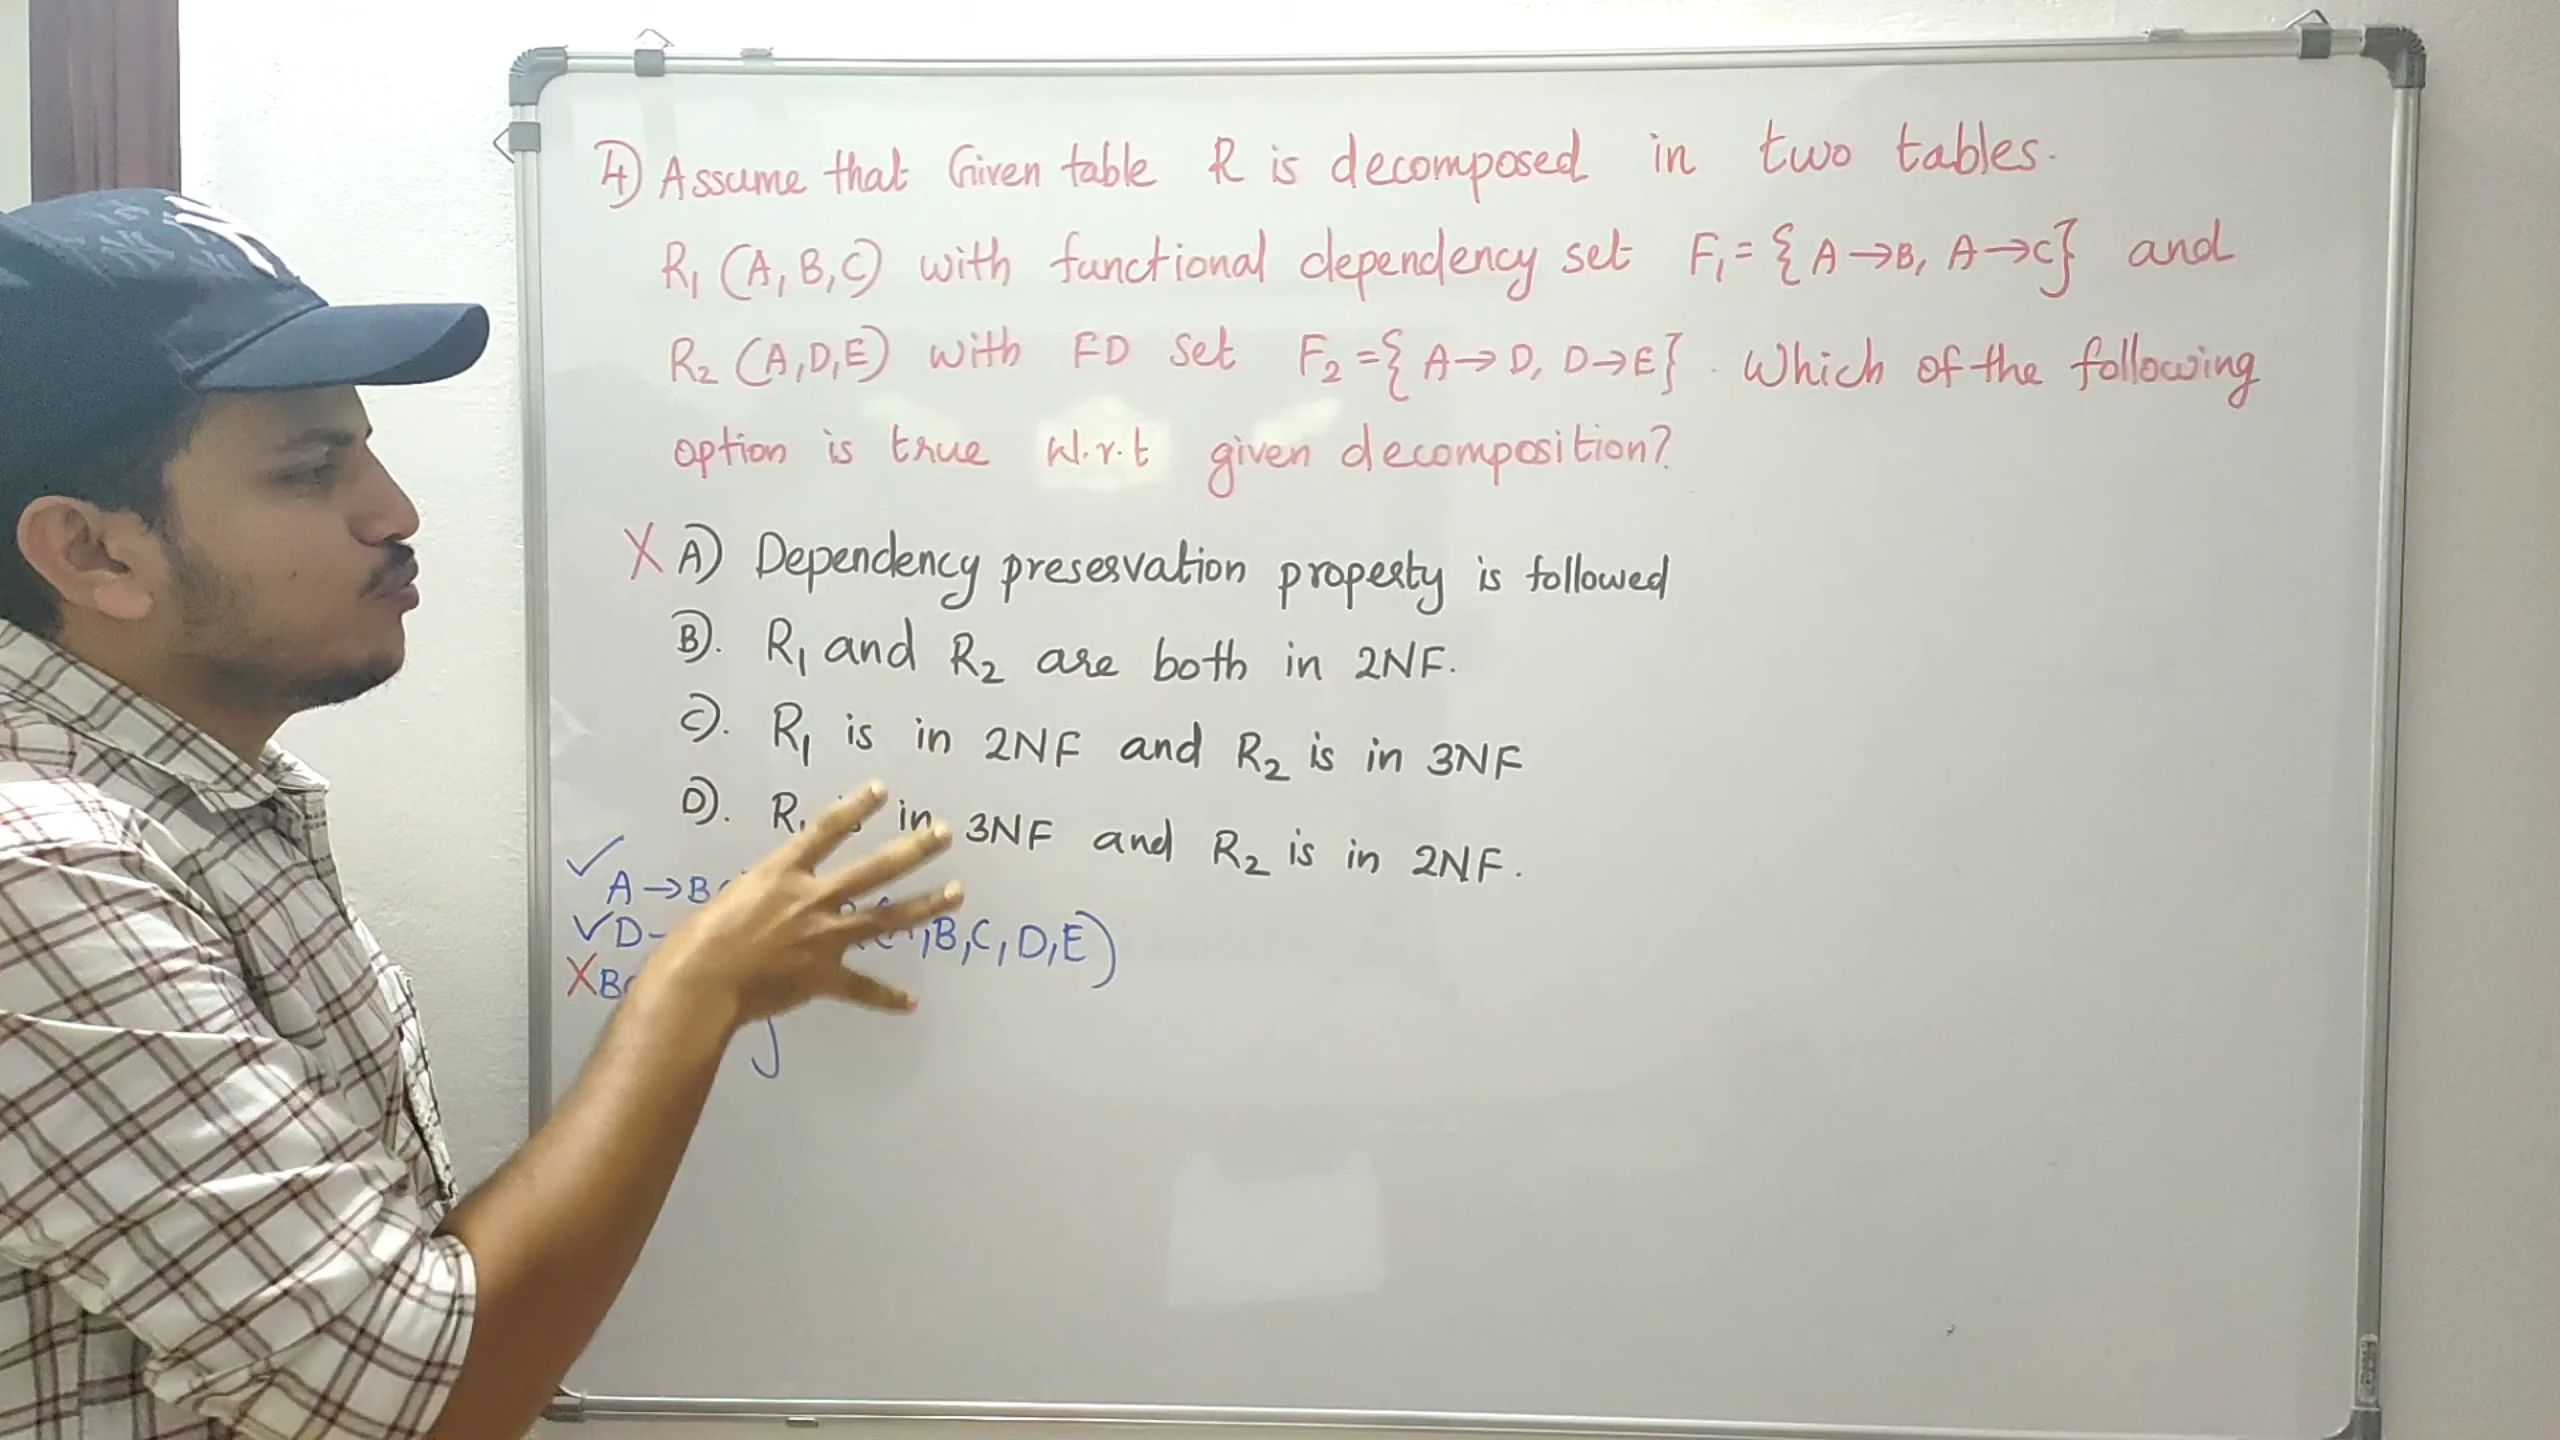 4) Assume that Given table R is decomposed in two tables.
R1 (A, B, C) with functional dependency set F1 = { A → B, A → C} and
R2 (A, D, E) with FD set F2 = { A → D, D → E} . Which of the following
option is true W.r.t given decomposition?
X A) Dependency preservation property is followed
B). R1 and R2 are both in 2NF.
C). R1 is in 2NF and R2 is in 3NF
D). R1 is in 3NF and R2 is in 2NF.
✓ A → B
✓ D → ,B,C,D,E)
X B
}